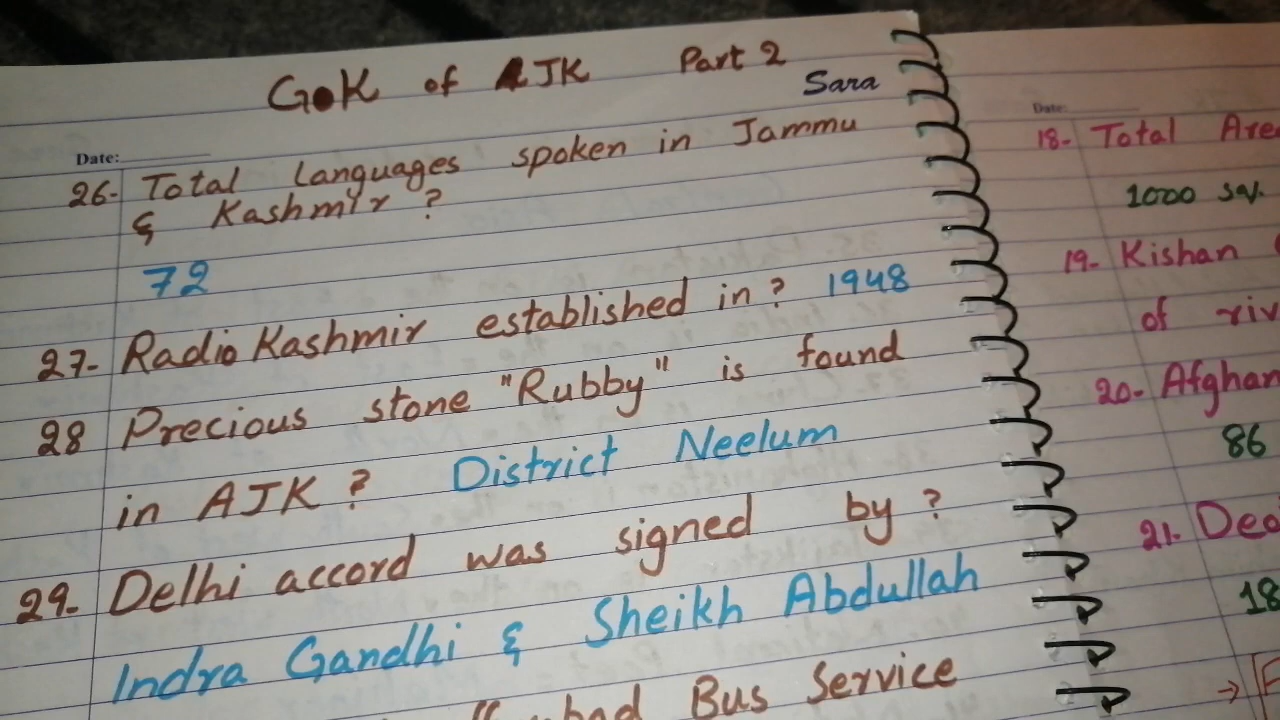 GOK of AJK Part 2
Sara
Date:
26- Total languages spoken in Jammu
& Kashmir ?
72
27- Radio Kashmir established in ? 1948
28 Precious stone "Rubby" is found
in AJK ? District Neelum
29- Delhi accord was signed by ?
Indra Gandhi & Sheikh Abdullah
Bus Service
Date:
18- Total
1000 sq.
19- Kishan
of
20-
86
21-
18